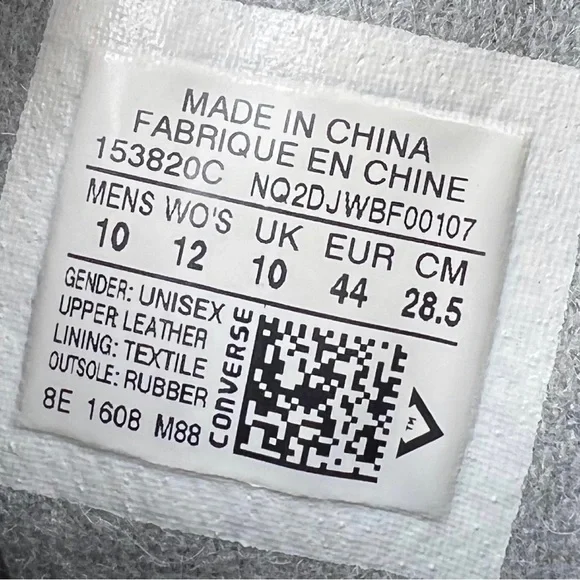 MADE IN CHINA
FABRIQUE EN CHINE
153820C NQ2DJWBF00107
MENS WO'S UK EUR CM
10 12 10 44 28.5
GENDER: UNISEX
UPPER LEATHER
LINING: TEXTILE
OUTSOLE: RUBBER
8E 1608 M88
CONVERSE
TM